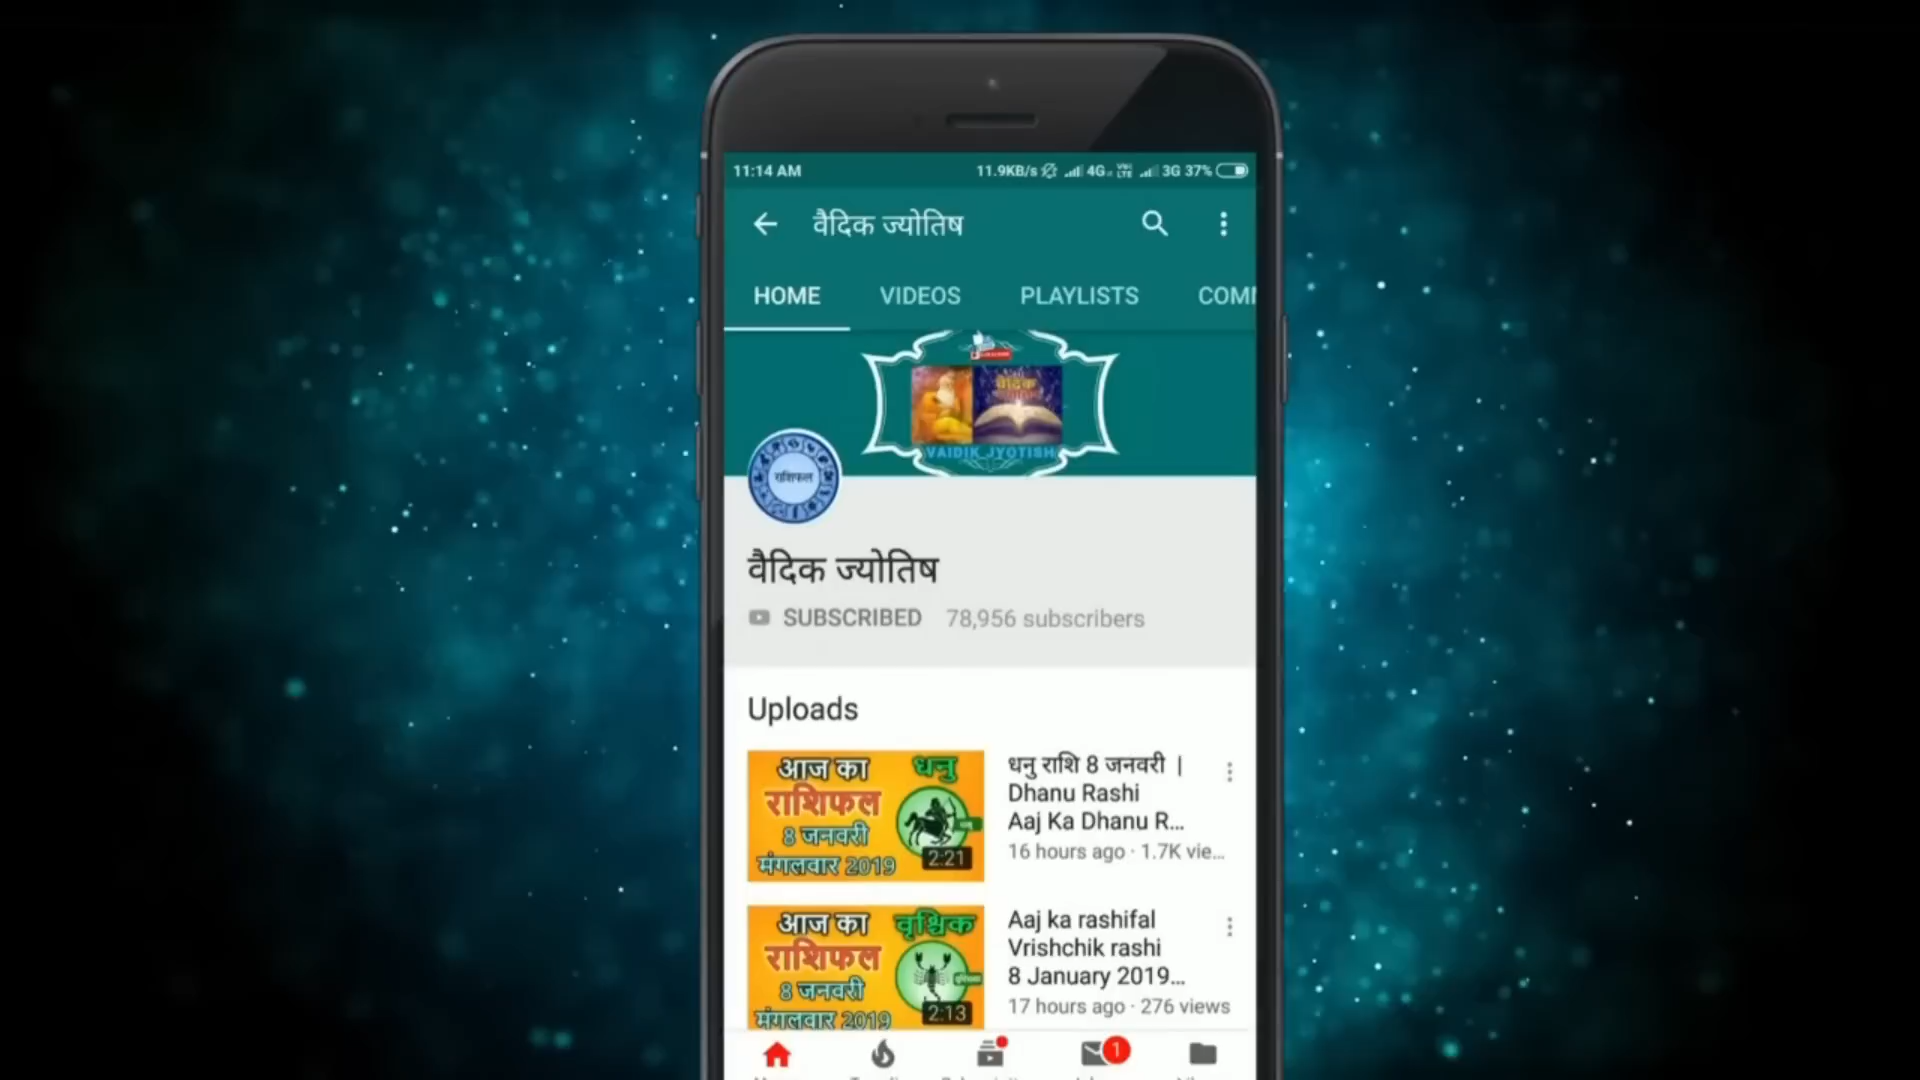 11:14 AM
11.9KB/s 4G VoLTE 3G 37%
वैदिक ज्योतिष
HOME VIDEOS PLAYLISTS COMM
वैदिक
VAIDIK JYOTISH
राशिफल
वैदिक ज्योतिष
SUBSCRIBED 78,956 subscribers
Uploads
आज का धनु
राशिफल
8 जनवरी
मंगलवार 2019
2:21
धनु राशि 8 जनवरी |
Dhanu Rashi
Aaj Ka Dhanu R...
16 hours ago · 1.7K vie...
आज का वृश्चिक
राशिफल
8 जनवरी
मंगलवार 2019
2:13
Aaj ka rashifal
Vrishchik rashi
8 January 2019...
17 hours ago · 276 views
1